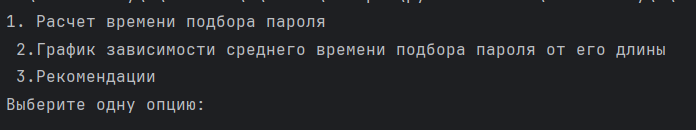 1. Расчет времени подбора пароля
2.График зависимости среднего времени подбора пароля от его длины
3.Рекомендации
Выберите одну опцию: